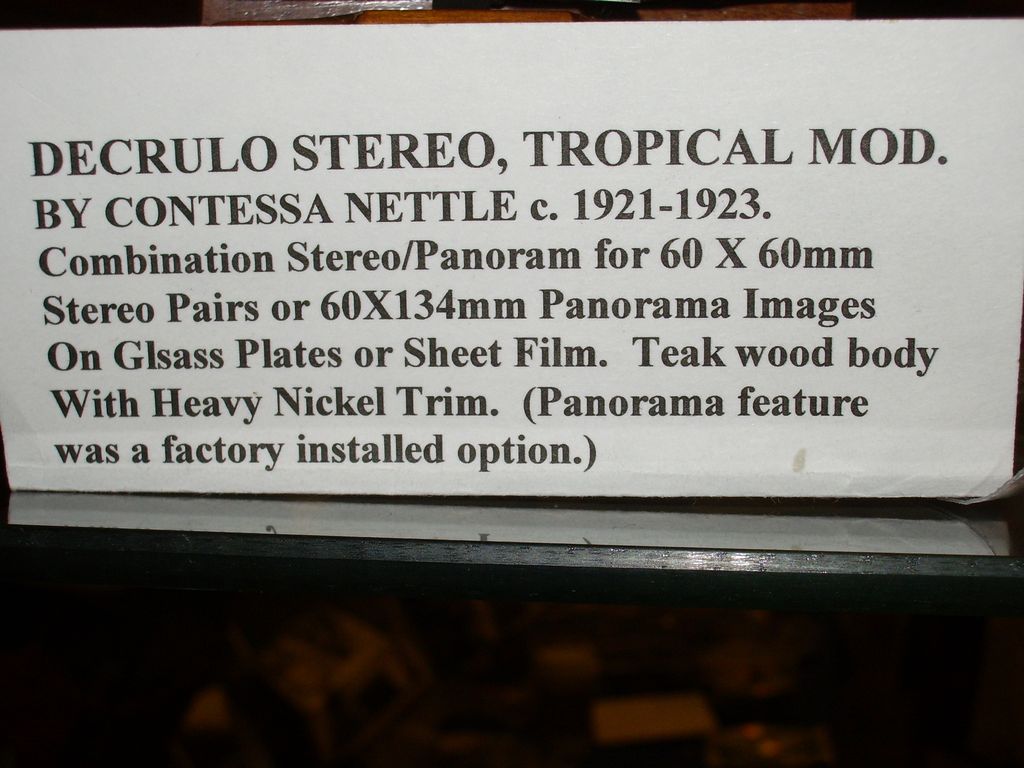 DECRULO STEREO, TROPICAL MOD.
BY CONTESSA NETTLE c. 1921-1923.
Combination Stereo/Panoram for 60 X 60mm
Stereo Pairs or 60X134mm Panorama Images
On Glsass Plates or Sheet Film. Teak wood body
With Heavy Nickel Trim. (Panorama feature
was a factory installed option.)